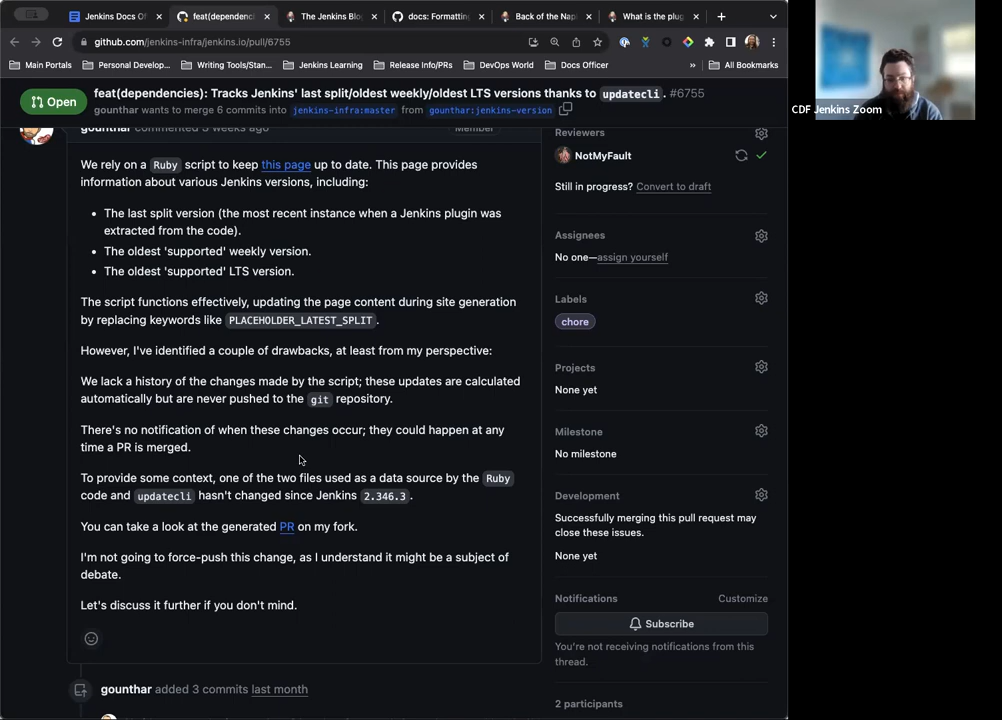 Jenkins Docs Of
feat(dependenci
The Jenkins Blo
docs: Formattin
Back of the Nap
What is the plug
github.com/jenkins-infra/jenkins.io/pull/6755
Main Portals
Personal Develop...
Writing Tools/Stan...
Jenkins Learning
Release Info/PRs
DevOps World
Docs Officer
»
All Bookmarks
Open
feat(dependencies): Tracks Jenkins' last split/oldest weekly/oldest LTS versions thanks to updatecli. #6755
gounthar wants to merge 6 commits into jenkins-infra:master from gounthar:jenkins-version
gounthar commented 3 weeks ago
Member
We rely on a Ruby script to keep this page up to date. This page provides
information about various Jenkins versions, including:
• The last split version (the most recent instance when a Jenkins plugin was
extracted from the code).
• The oldest 'supported' weekly version.
• The oldest 'supported' LTS version.
The script functions effectively, updating the page content during site generation
by replacing keywords like PLACEHOLDER_LATEST_SPLIT.
However, I've identified a couple of drawbacks, at least from my perspective:
We lack a history of the changes made by the script; these updates are calculated
automatically but are never pushed to the git repository.
There's no notification of when these changes occur; they could happen at any
time a PR is merged.
To provide some context, one of the two files used as a data source by the Ruby
code and updatecli hasn't changed since Jenkins 2.346.3.
You can take a look at the generated PR on my fork.
I'm not going to force-push this change, as I understand it might be a subject of
debate.
Let's discuss it further if you don't mind.
gounthar added 3 commits last month
Reviewers
NotMyFault
Still in progress? Convert to draft
Assignees
No one—assign yourself
Labels
chore
Projects
None yet
Milestone
No milestone
Development
Successfully merging this pull request may
close these issues.
None yet
Notifications
Customize
Subscribe
You're not receiving notifications from this
thread.
2 participants
CDF Jenkins Zoom